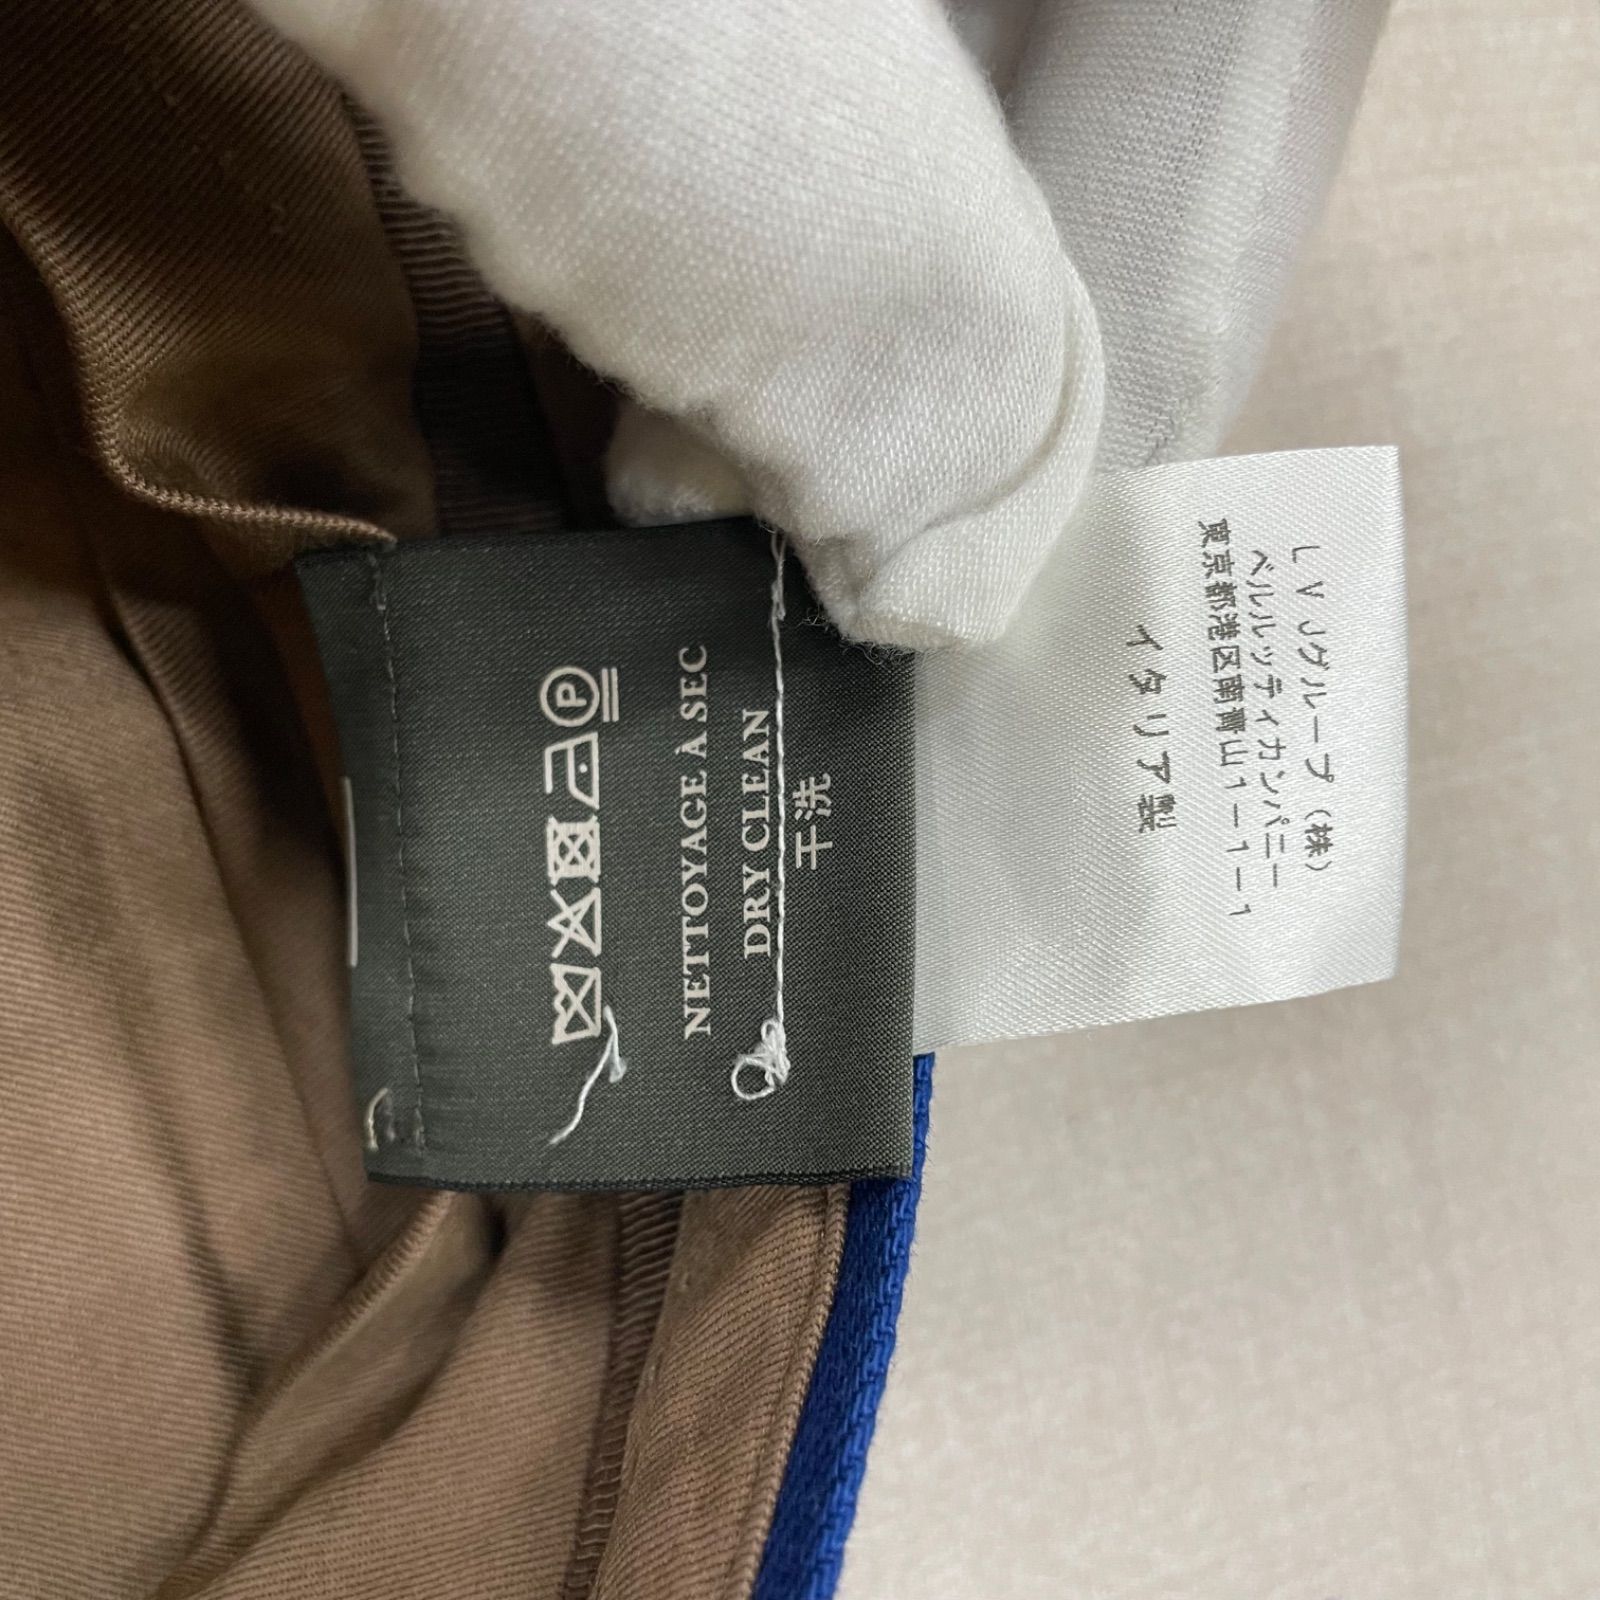 P
NETTOYAGE À SEC
DRY CLEAN
干洗
LVJグループ（株）
ベルルッティカンパニー
東京都港区南青山1-1-1
イタリア製